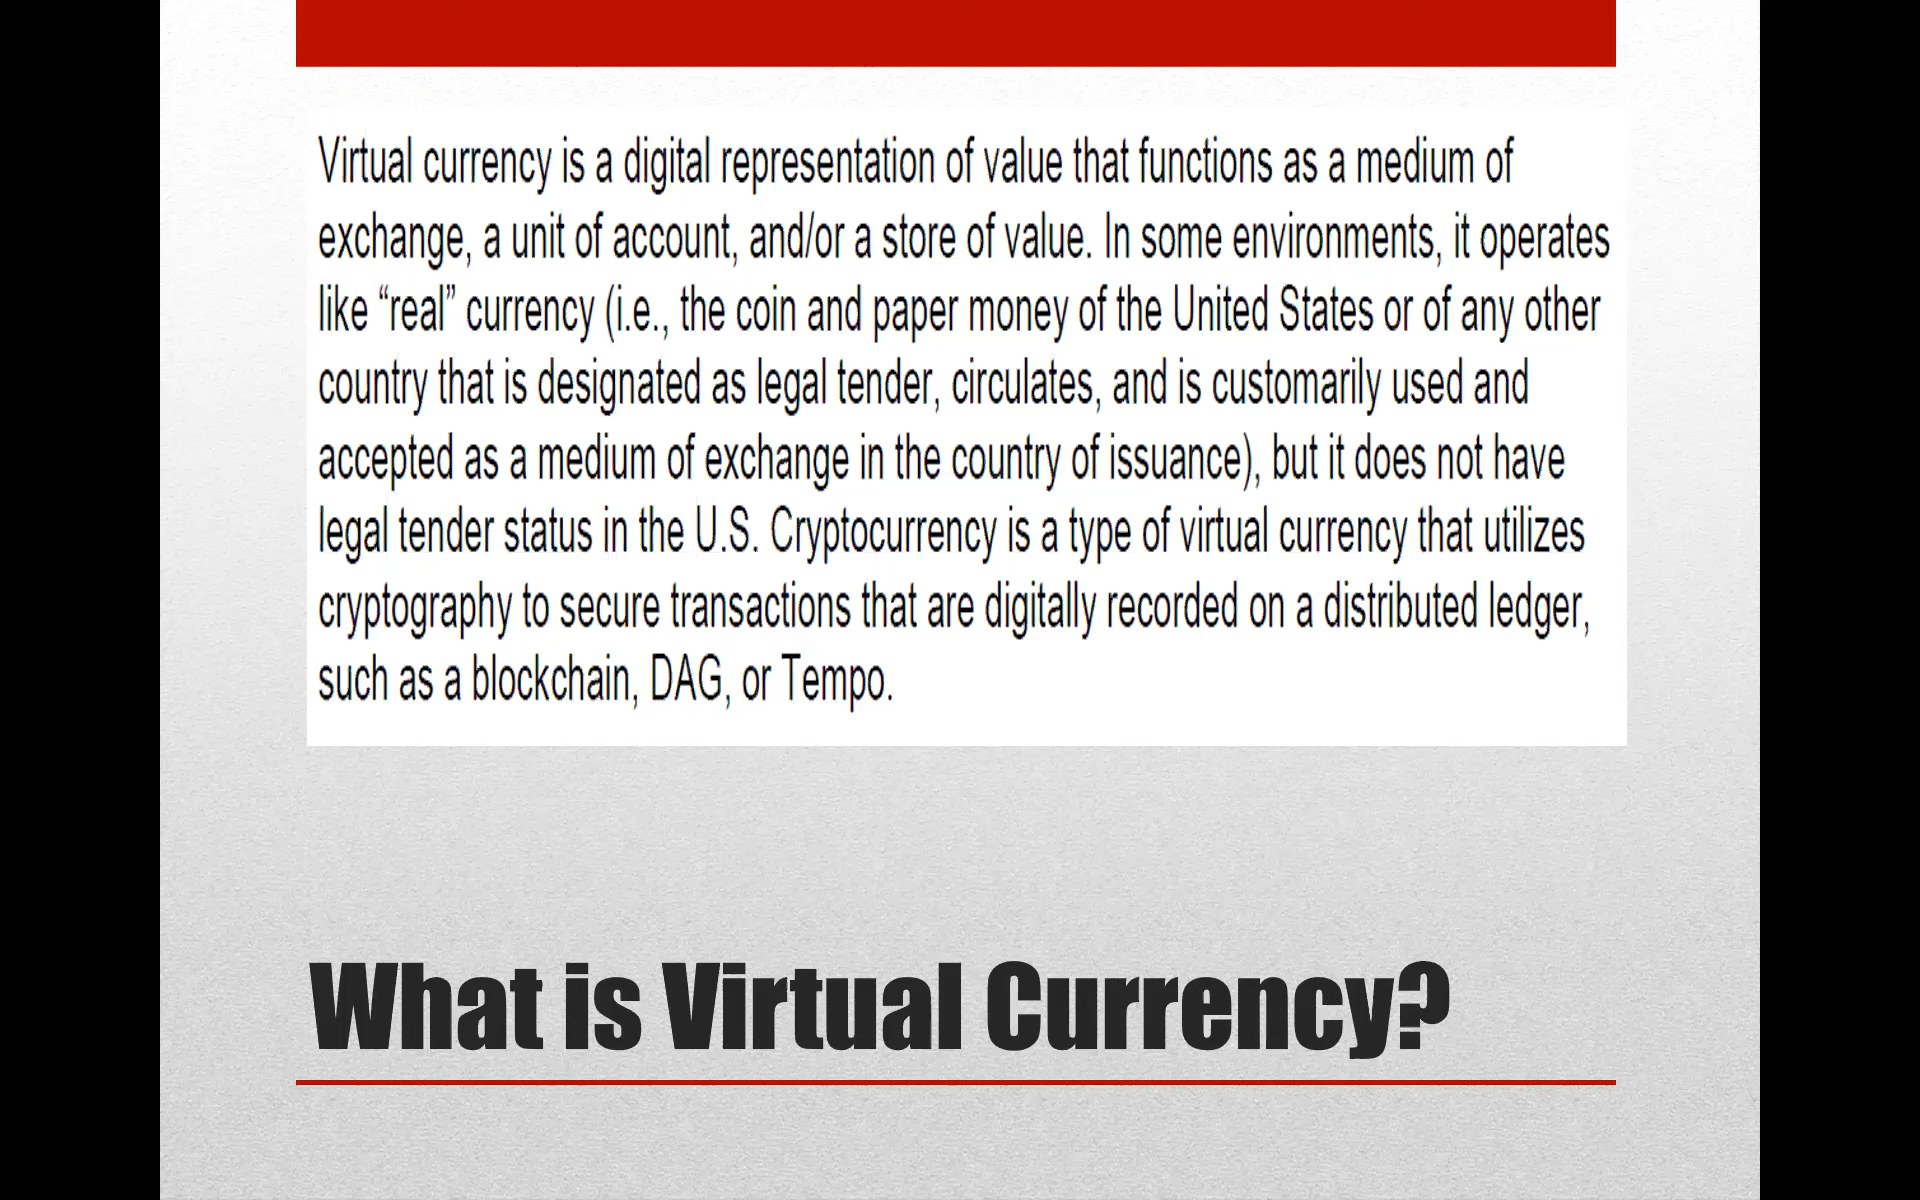 Virtual currency is a digital representation of value that functions as a medium of
exchange, a unit of account, and/or a store of value. In some environments, it operates
like “real” currency (i.e., the coin and paper money of the United States or of any other
country that is designated as legal tender, circulates, and is customarily used and
accepted as a medium of exchange in the country of issuance), but it does not have
legal tender status in the U.S. Cryptocurrency is a type of virtual currency that utilizes
cryptography to secure transactions that are digitally recorded on a distributed ledger,
such as a blockchain, DAG, or Tempo.
What is Virtual Currency?